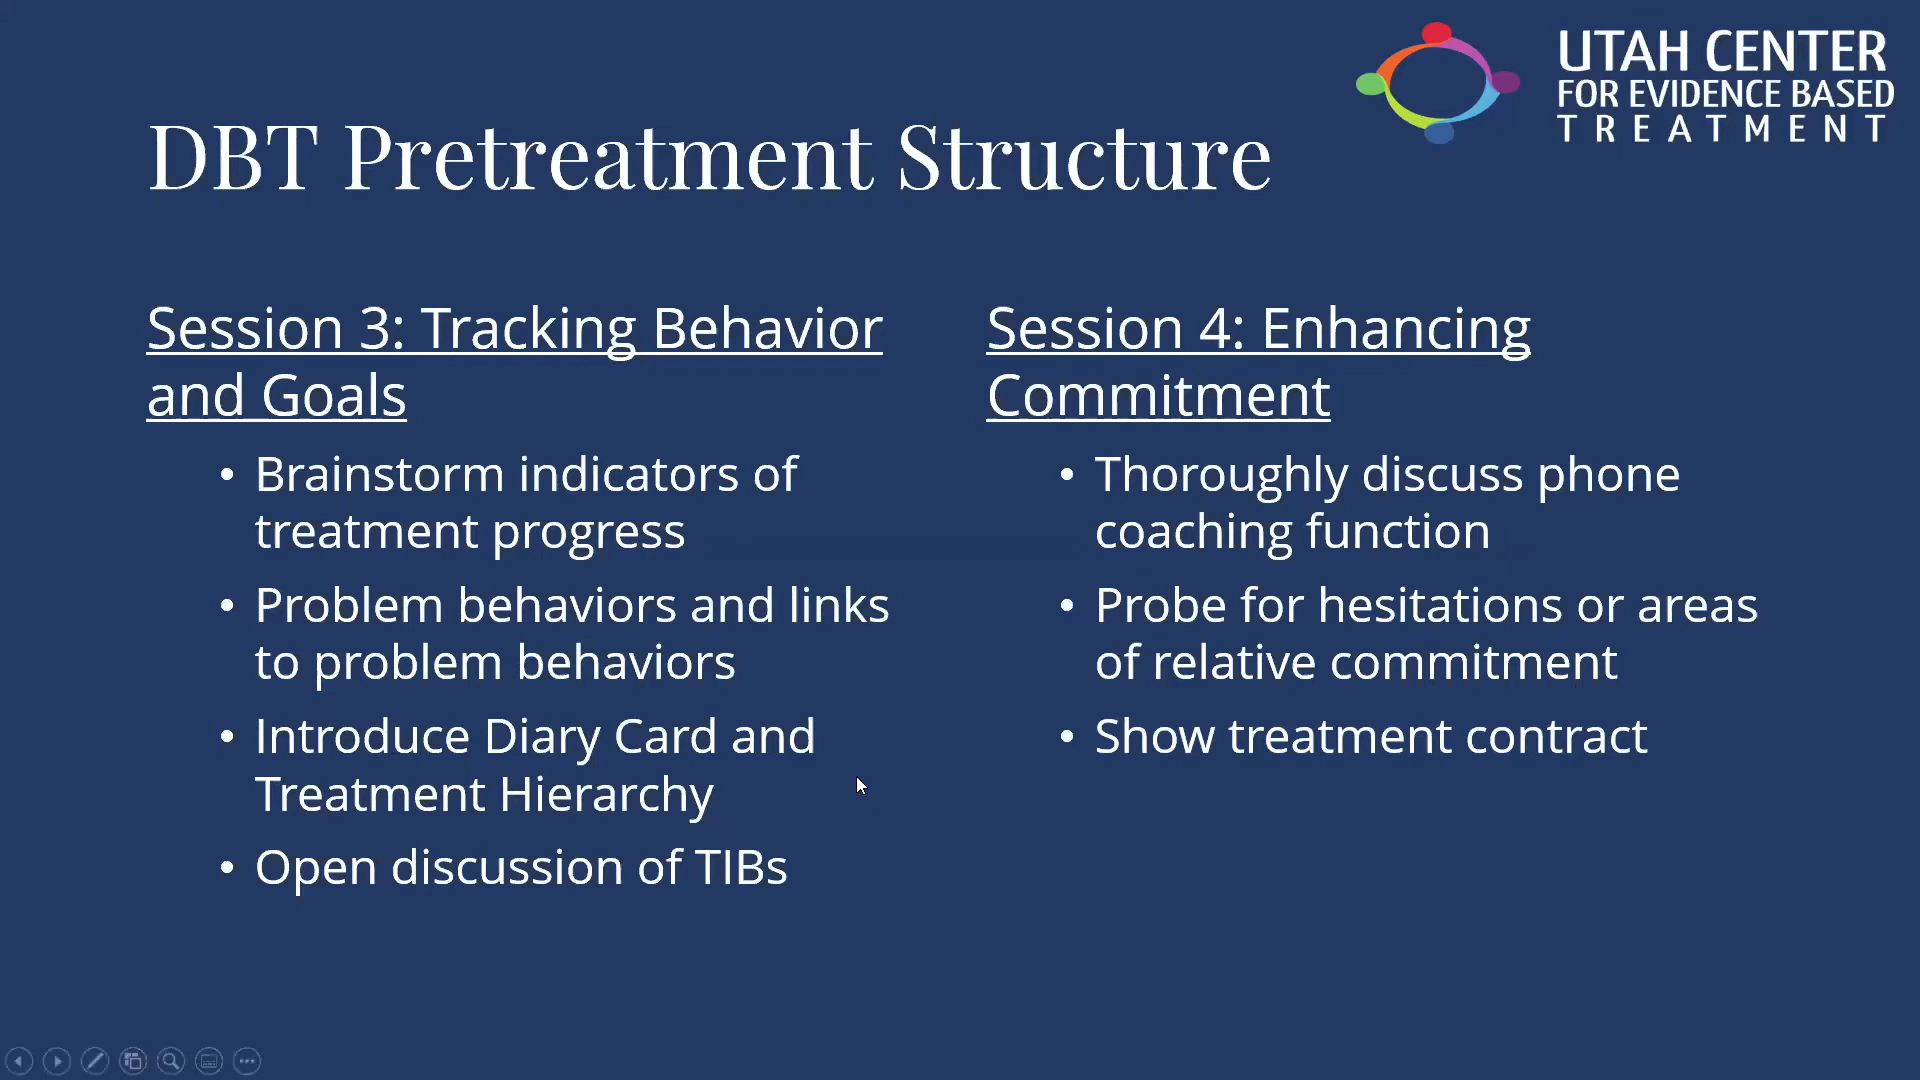 UTAH CENTER
FOR EVIDENCE BASED
TREATMENT
DBT Pretreatment Structure
Session 3: Tracking Behavior
and Goals
• Brainstorm indicators of
treatment progress
• Problem behaviors and links
to problem behaviors
• Introduce Diary Card and
Treatment Hierarchy
• Open discussion of TIBs
Session 4: Enhancing
Commitment
• Thoroughly discuss phone
coaching function
• Probe for hesitations or areas
of relative commitment
• Show treatment contract